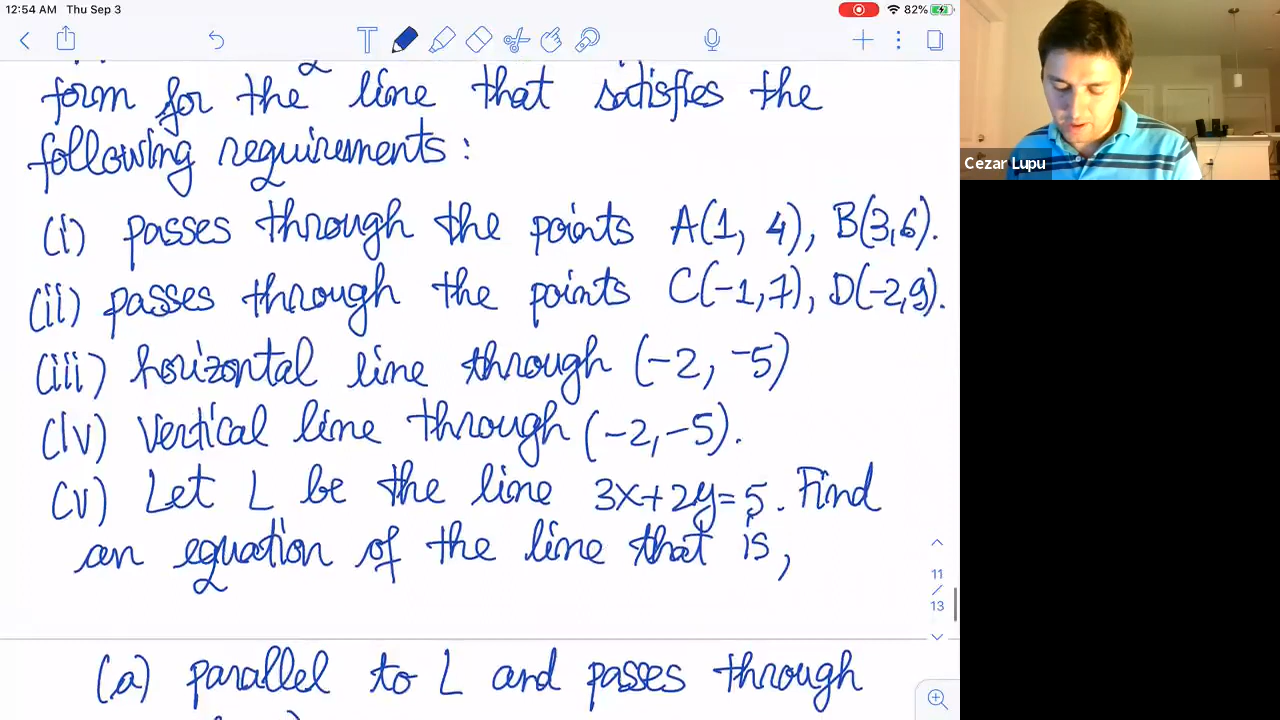 12:54 AM Thu Sep 3
82%
form for the line that satisfies the
following requirements:
(i) passes through the points A(1, 4), B(3,6).
(ii) passes through the points C(-1,7), D(-2,9).
(iii) horizontal line through (-2, -5)
(iv) Vertical line through (-2,-5).
(v) Let L be the line 3x+2y=5. Find
an equation of the line that is,
11
/
13
(a) parallel to L and passes through
Cezar Lupu